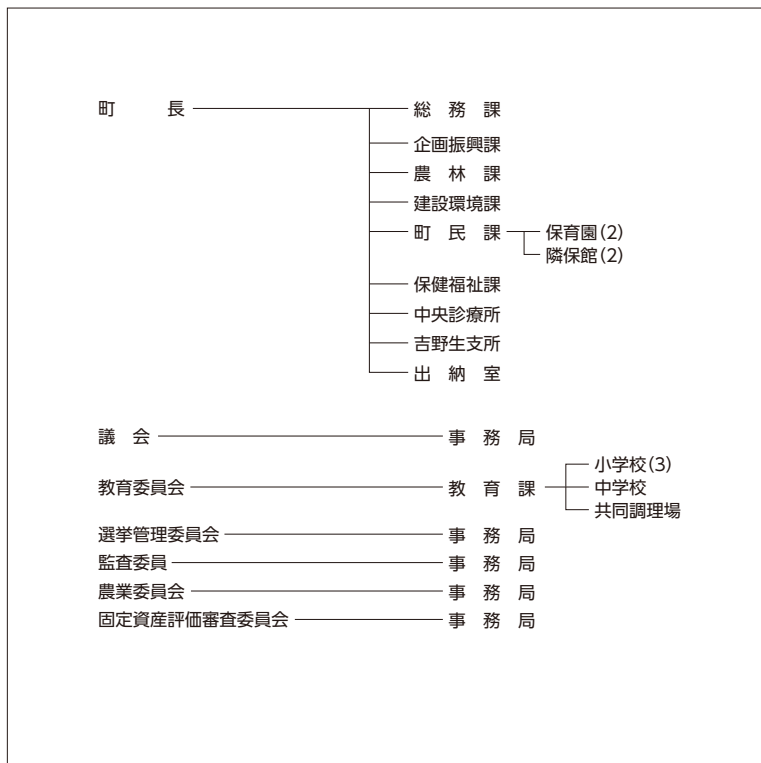 町長 総務課
企画振興課
農林課
建設環境課
町民課 保育園(2)
隣保館(2)
保健福祉課
中央診療所
吉野生支所
出納室
議会 事務局
小学校(3)
教育委員会 教育課 中学校
共同調理場
選挙管理委員会 事務局
監査委員 事務局
農業委員会 事務局
固定資産評価審査委員会 事務局